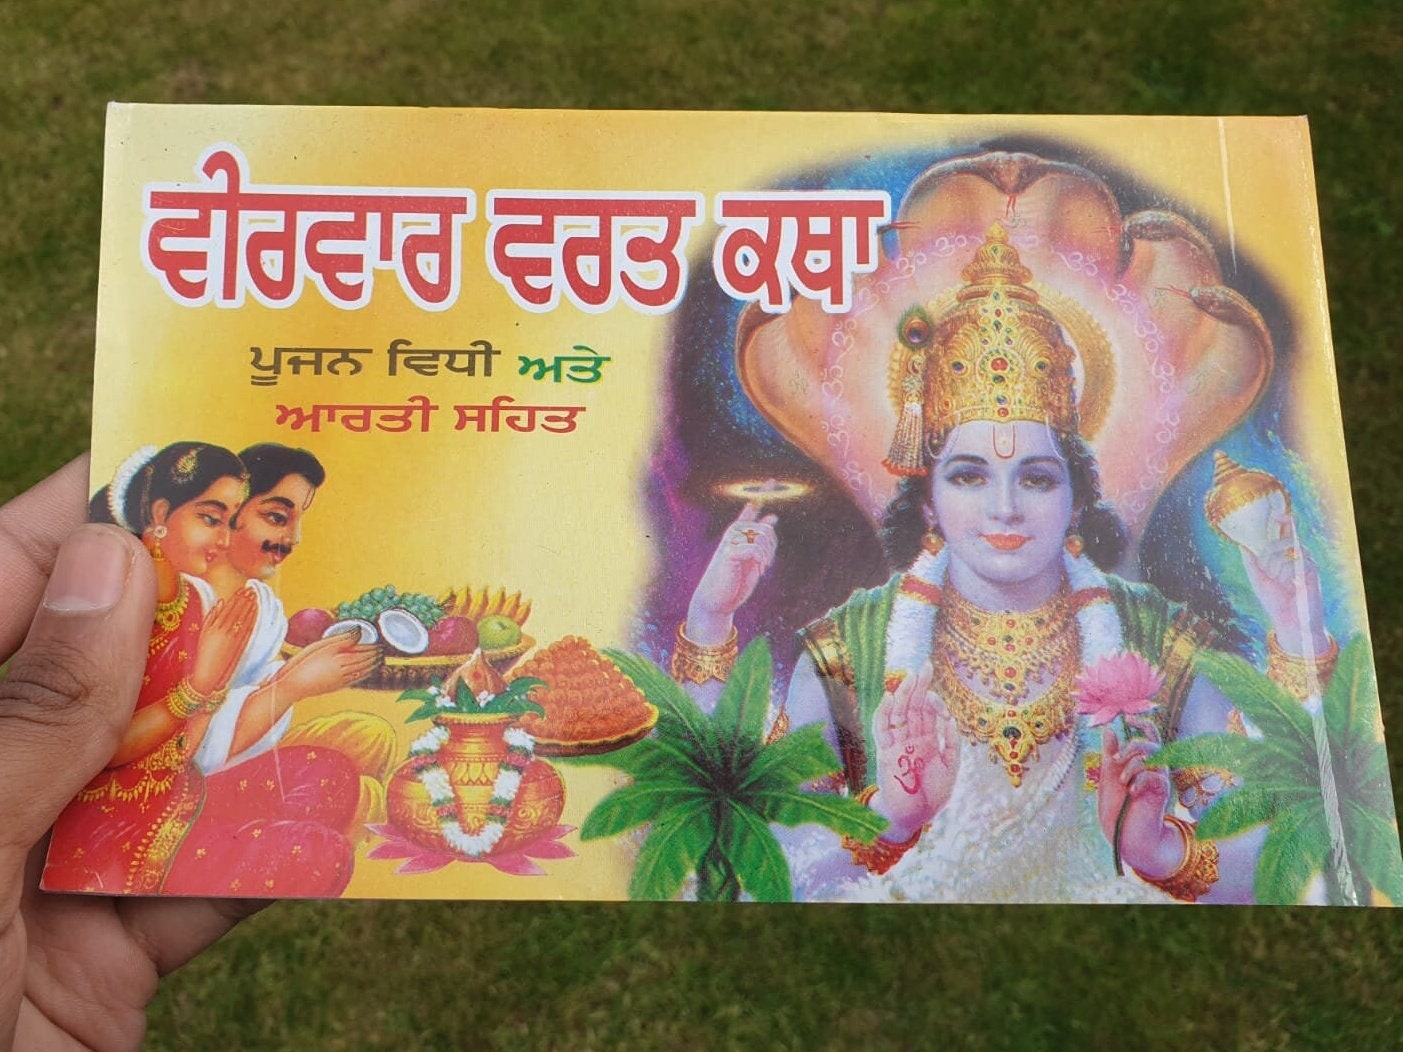 ਵੀਰਵਾਰ ਵਰਤ ਕਥਾ
ਪੂਜਨ ਵਿਧੀ ਅਤੇ
ਆਰਤੀ ਸਹਿਤ